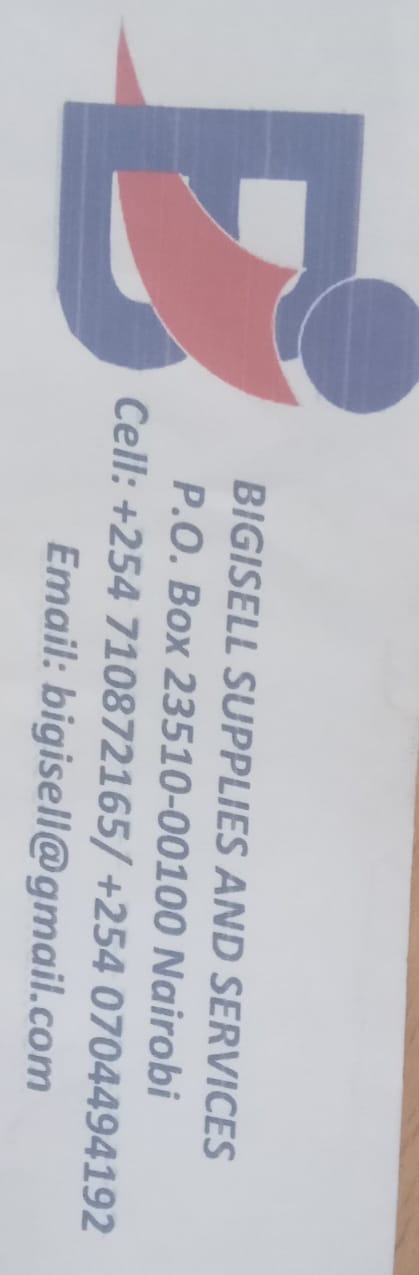 BIGISELL SUPPLIES AND SERVICES
P.O. Box 23510-00100 Nairobi
Cell: +254 710872165/ +254 0704494192
Email: bigisell@gmail.com